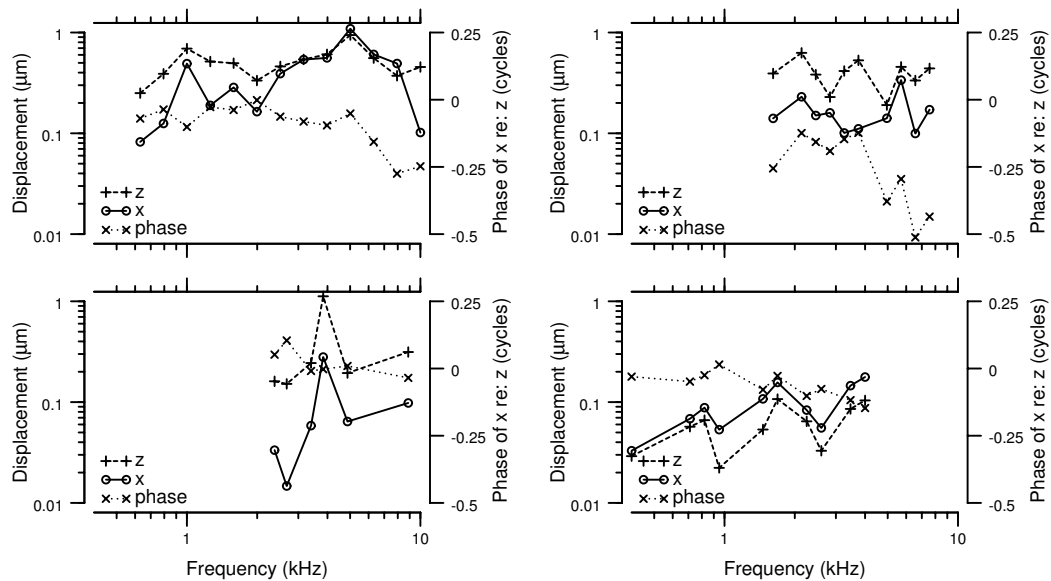 1
0.1
0.01
Displacement (µm)
0.25
0
-0.25
-0.5
Phase of x re: z (cycles)
z
x
phase
1
10
1
0.1
0.01
Displacement (µm)
0.25
0
-0.25
-0.5
Phase of x re: z (cycles)
z
x
phase
1
10
1
0.1
0.01
Displacement (µm)
0.25
0
-0.25
-0.5
Phase of x re: z (cycles)
z
x
phase
1
10
Frequency (kHz)
1
0.1
0.01
Displacement (µm)
0.25
0
-0.25
-0.5
Phase of x re: z (cycles)
z
x
phase
1
10
Frequency (kHz)